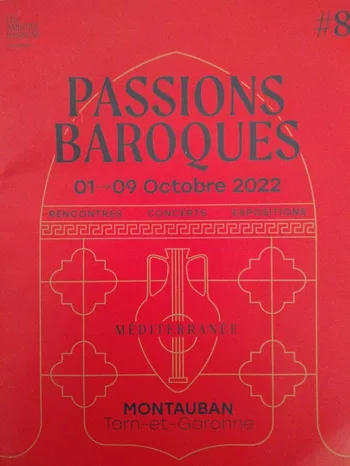 #8
PASSIONS
BAROQUES
01—09 Octobre 2022
RENCONTRES CONCERTS EXPOSITIONS
MÉDITERRANÉE
MONTAUBAN
Tarn-et-Garonne